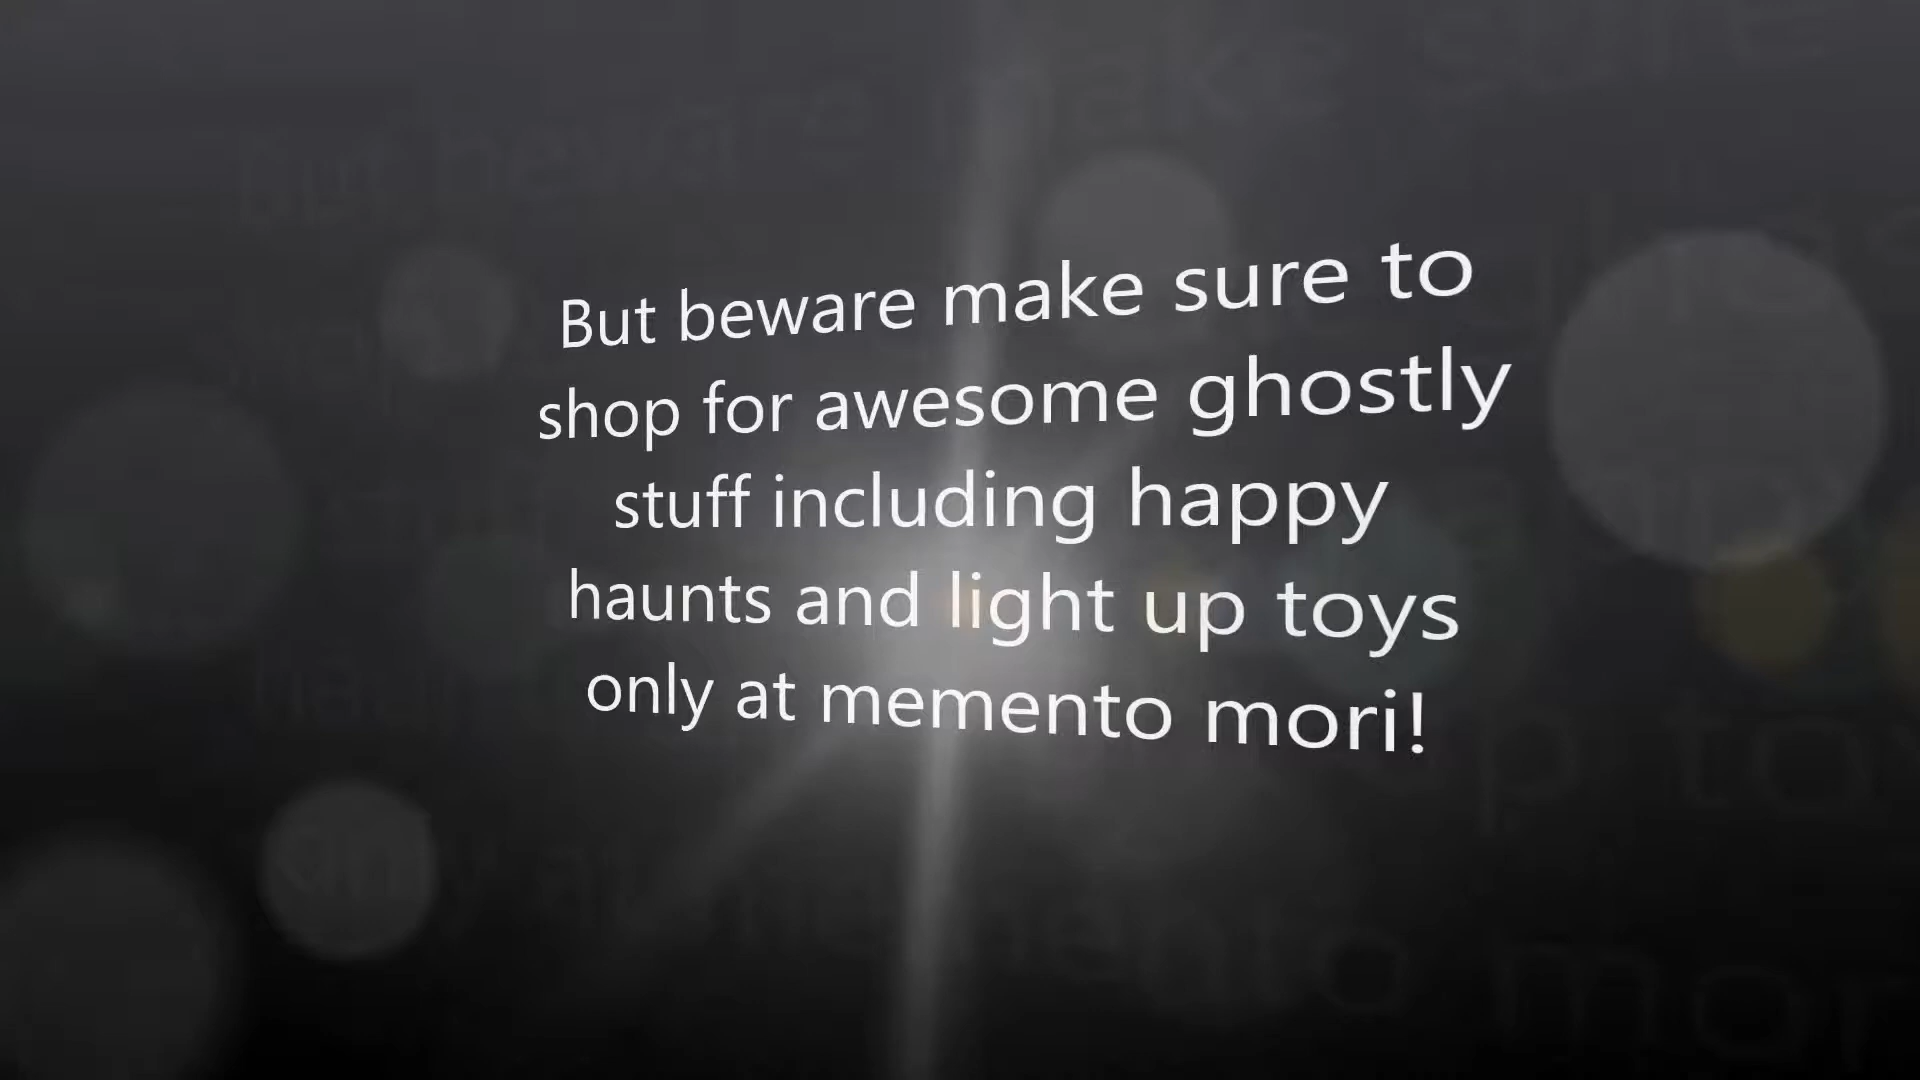 But beware make sure to
shop for awesome ghostly
stuff including happy
haunts and light up toys
only at memento mori!